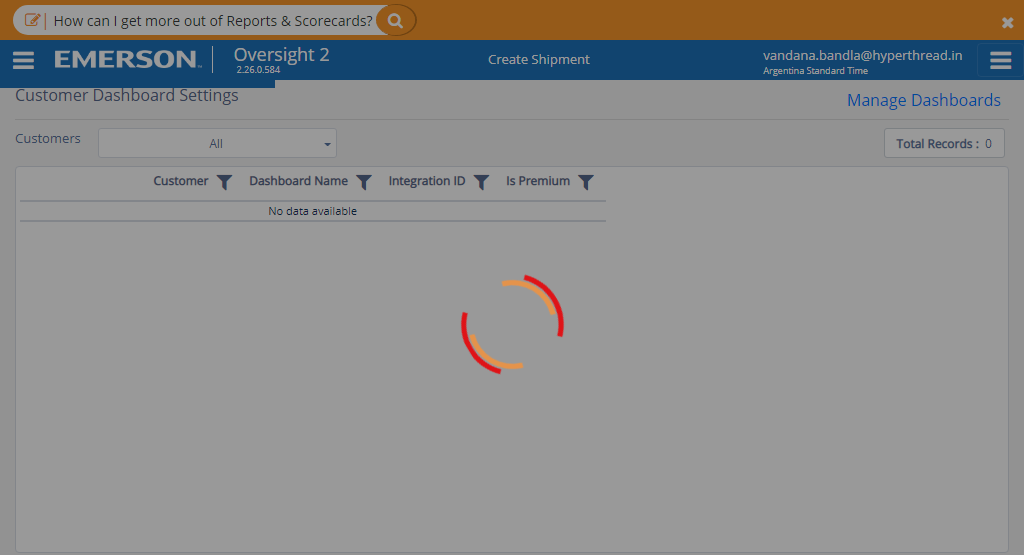 How can I get more out of Reports & Scorecards?
EMERSON™ Oversight 2 Create Shipment vandana.bandla@hyperthread.in
2.26.0.584 Argentina Standard Time
Customer Dashboard Settings Manage Dashboards
Customers All Total Records : 0
Customer Dashboard Name Integration ID Is Premium
No data available